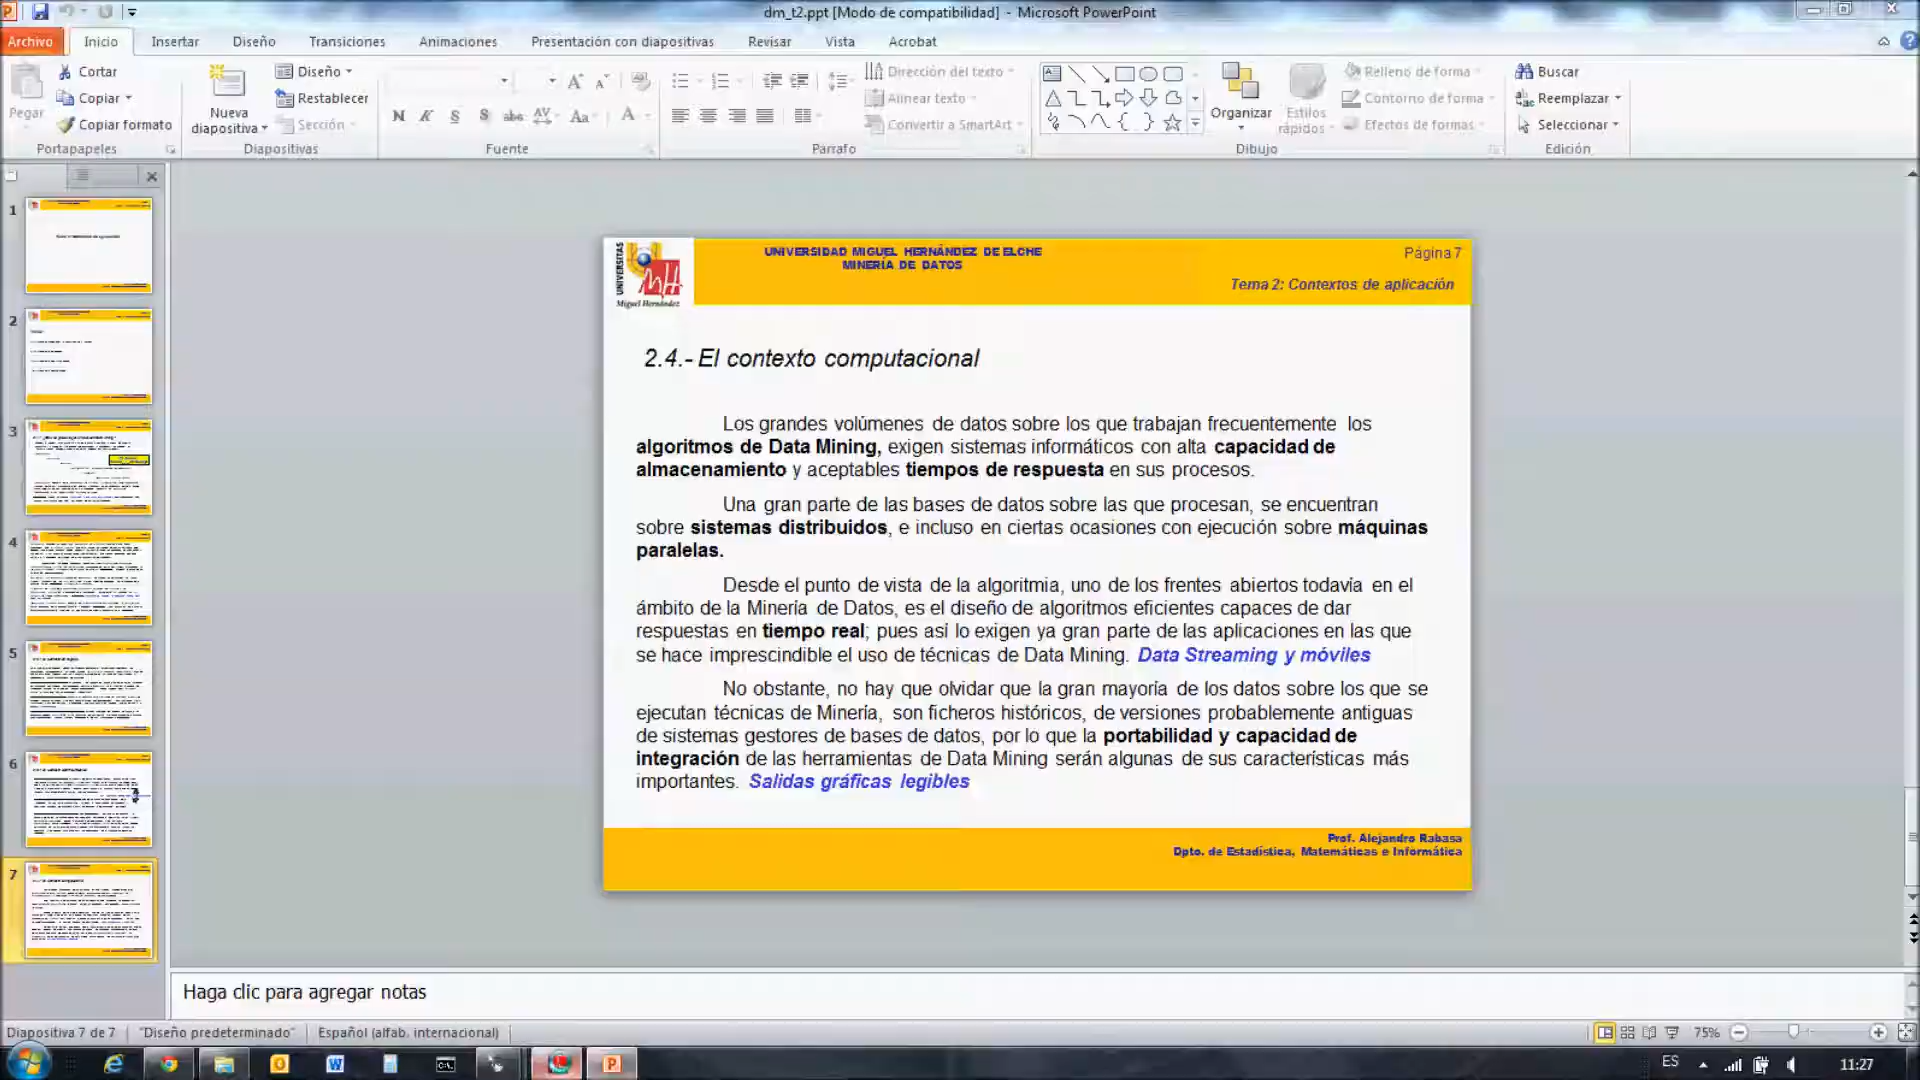 dm_t2.ppt [Modo de compatibilidad] - Microsoft PowerPoint
Archivo Inicio Insertar Diseño Transiciones Animaciones Presentación con diapositivas Revisar Vista Acrobat
Pegar
Cortar
Copiar
Copiar formato
Portapapeles
Nueva diapositiva
Diseño
Restablecer
Sección
Diapositivas
N K S S abc AV Aa A
Fuente
Dirección del texto
Alinear texto
Convertir a SmartArt
Párrafo
Organizar
Estilos rápidos
Relleno de forma
Contorno de forma
Efectos de formas
Dibujo
Buscar
Reemplazar
Seleccionar
Edición
1
2
3
4
5
6
7
UNIVERSITAS
Miguel Hernández
UNIVERSIDAD MIGUEL HERNÁNDEZ DE ELCHE
MINERÍA DE DATOS
Página 7
Tema 2: Contextos de aplicación
2.4.- El contexto computacional
Los grandes volúmenes de datos sobre los que trabajan frecuentemente los
algoritmos de Data Mining, exigen sistemas informáticos con alta capacidad de
almacenamiento y aceptables tiempos de respuesta en sus procesos.
Una gran parte de las bases de datos sobre las que procesan, se encuentran
sobre sistemas distribuidos, e incluso en ciertas ocasiones con ejecución sobre máquinas
paralelas.
Desde el punto de vista de la algoritmia, uno de los frentes abiertos todavía en el
ámbito de la Minería de Datos, es el diseño de algoritmos eficientes capaces de dar
respuestas en tiempo real; pues así lo exigen ya gran parte de las aplicaciones en las que
se hace imprescindible el uso de técnicas de Data Mining. Data Streaming y móviles
No obstante, no hay que olvidar que la gran mayoría de los datos sobre los que se
ejecutan técnicas de Minería, son ficheros históricos, de versiones probablemente antiguas
de sistemas gestores de bases de datos, por lo que la portabilidad y capacidad de
integración de las herramientas de Data Mining serán algunas de sus características más
importantes. Salidas gráficas legibles
Prof. Alejandro Rabasa
Dpto. de Estadística, Matemáticas e Informática
Haga clic para agregar notas
Diapositiva 7 de 7 "Diseño predeterminado" Español (alfab. internacional) 75%
ES 11:27